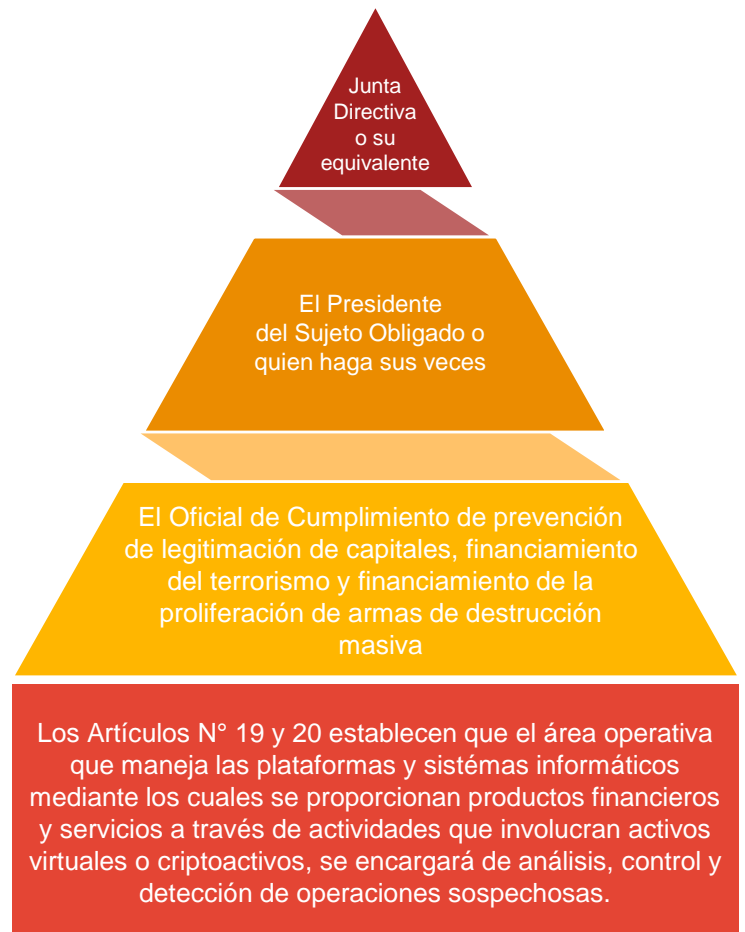 Junta
Directiva
o su
equivalente
El Presidente
del Sujeto Obligado o
quien haga sus veces
El Oficial de Cumplimiento de prevención
de legitimación de capitales, financiamiento
del terrorismo y financiamiento de la
proliferación de armas de destrucción
masiva
Los Artículos N° 19 y 20 establecen que el área operativa
que maneja las plataformas y sistémas informáticos
mediante los cuales se proporcionan productos financieros
y servicios a través de actividades que involucran activos
virtuales o criptoactivos, se encargará de análisis, control y
detección de operaciones sospechosas.